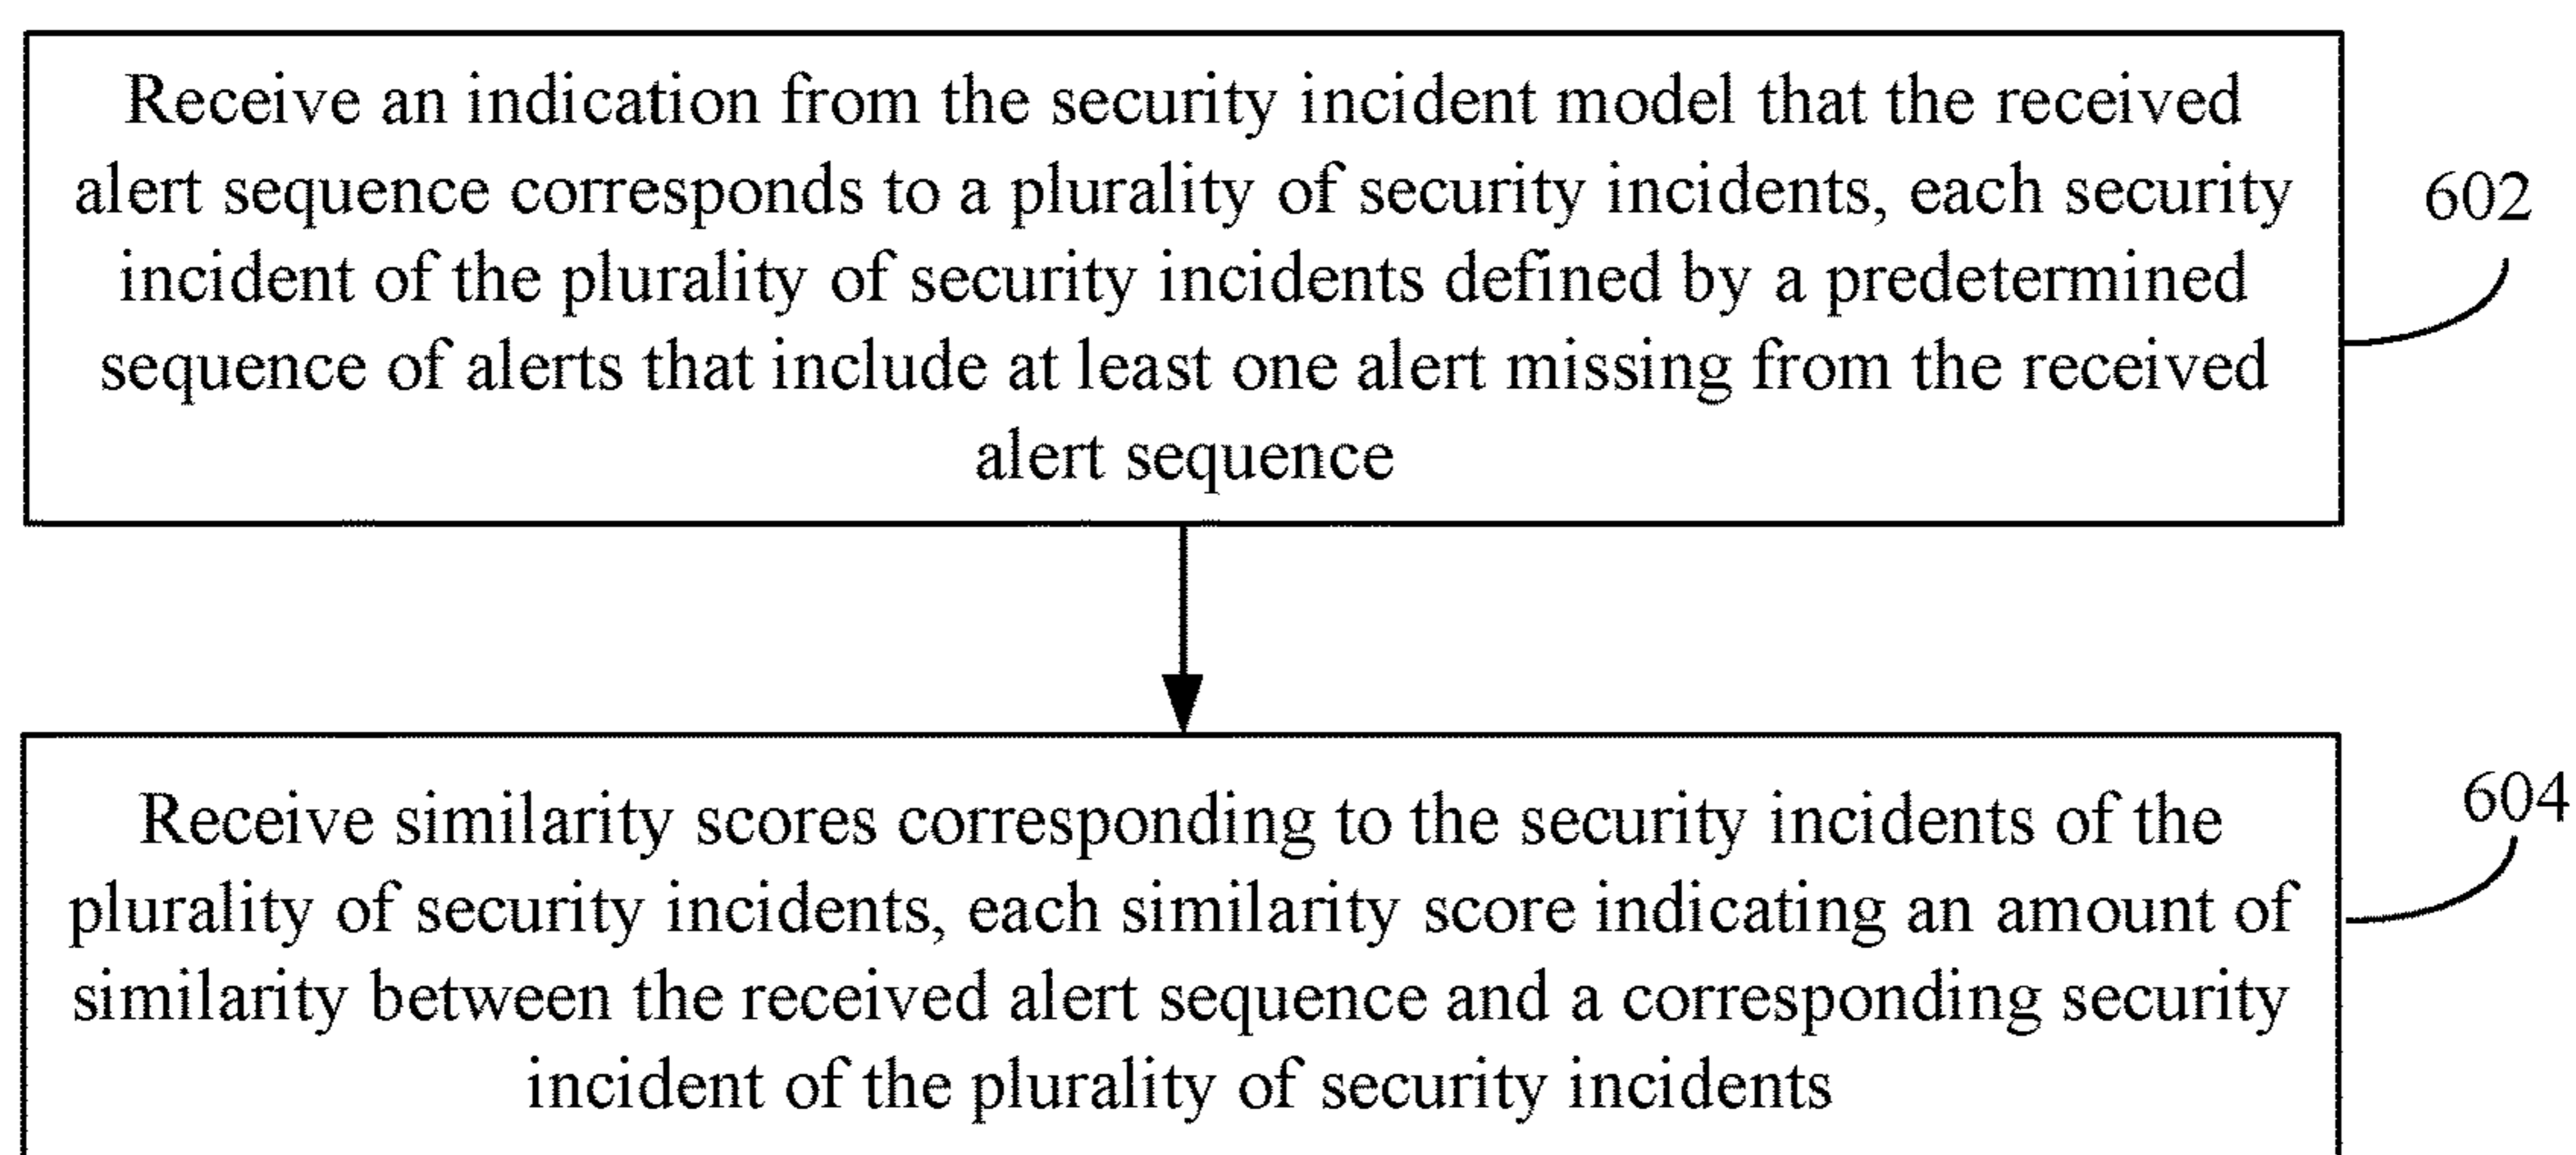 Receive an indication from the security incident model that the received
alert sequence corresponds to a plurality of security incidents, each security
incident of the plurality of security incidents defined by a predetermined
sequence of alerts that include at least one alert missing from the received
alert sequence
602
Receive similarity scores corresponding to the security incidents of the
plurality of security incidents, each similarity score indicating an amount of
similarity between the received alert sequence and a corresponding security
incident of the plurality of security incidents
604